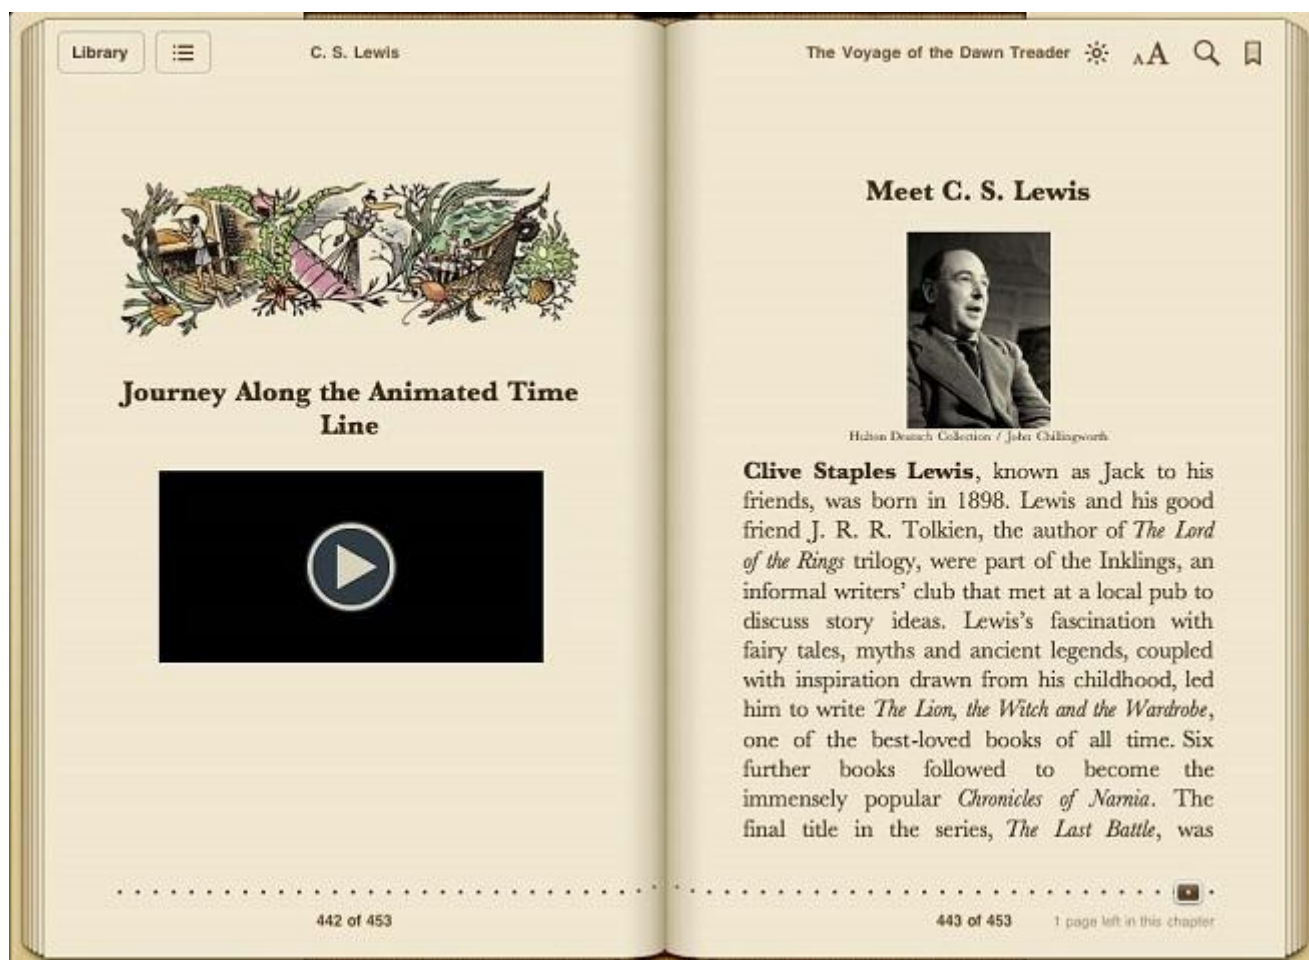 Library
C. S. Lewis
The Voyage of the Dawn Treader
AA
Journey Along the Animated Time
Line
442 of 453
Meet C. S. Lewis
Hulton Deutsch Collection / John Chillingworth
Clive Staples Lewis, known as Jack to his
friends, was born in 1898. Lewis and his good
friend J. R. R. Tolkien, the author of The Lord
of the Rings trilogy, were part of the Inklings, an
informal writers’ club that met at a local pub to
discuss story ideas. Lewis’s fascination with
fairy tales, myths and ancient legends, coupled
with inspiration drawn from his childhood, led
him to write The Lion, the Witch and the Wardrobe,
one of the best-loved books of all time. Six
further books followed to become the
immensely popular Chronicles of Narnia. The
final title in the series, The Last Battle, was
443 of 453
1 page left in this chapter